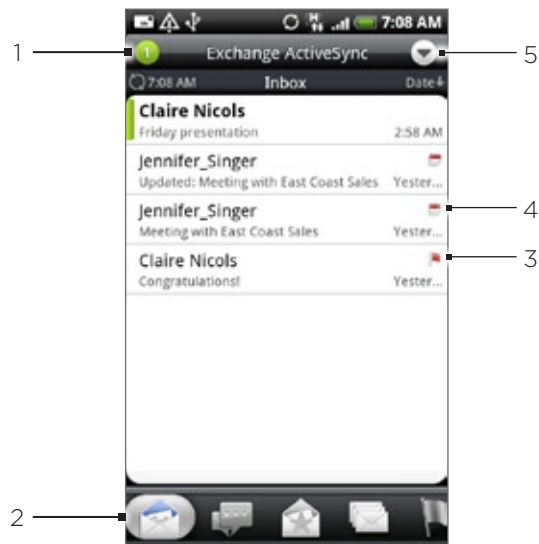 7:08 AM
1
1
Exchange ActiveSync
5
7:08 AM Inbox Date
Claire Nicols
Friday presentation 2:58 AM
Jennifer_Singer
Updated: Meeting with East Coast Sales Yester...
Jennifer_Singer
4
Meeting with East Coast Sales Yester...
Claire Nicols
3
Congratulations! Yester...
2